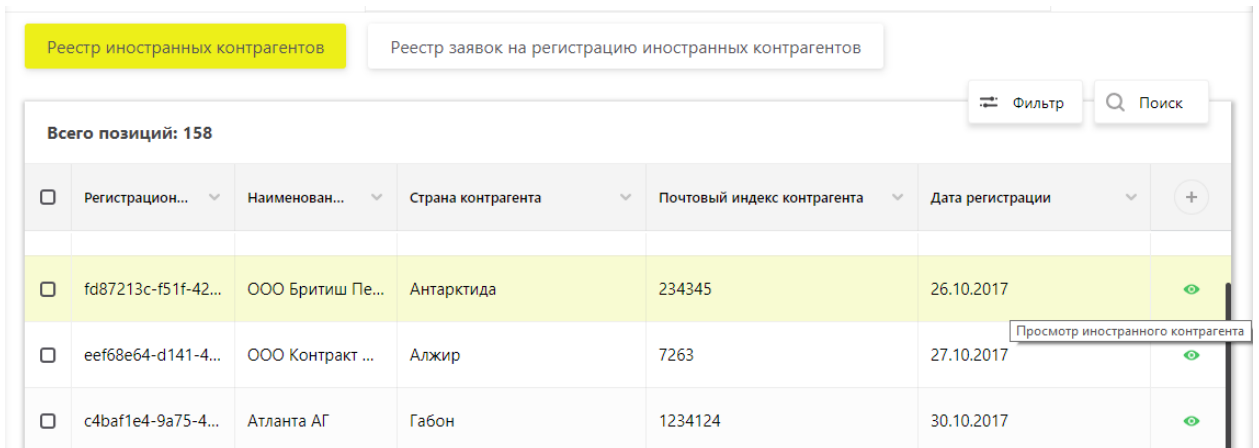 Реестр иностранных контрагентов Реестр заявок на регистрацию иностранных контрагентов
Фильтр Поиск
Всего позиций: 158
Регистрацион... Наименован... Страна контрагента Почтовый индекс контрагента Дата регистрации +
fd87213c-f51f-42... ООО Бритиш Пе... Антарктида 234345 26.10.2017
Просмотр иностранного контрагента
eef68e64-d141-4... ООО Контракт ... Алжир 7263 27.10.2017
c4baf1e4-9a75-4... Атланта АГ Габон 1234124 30.10.2017